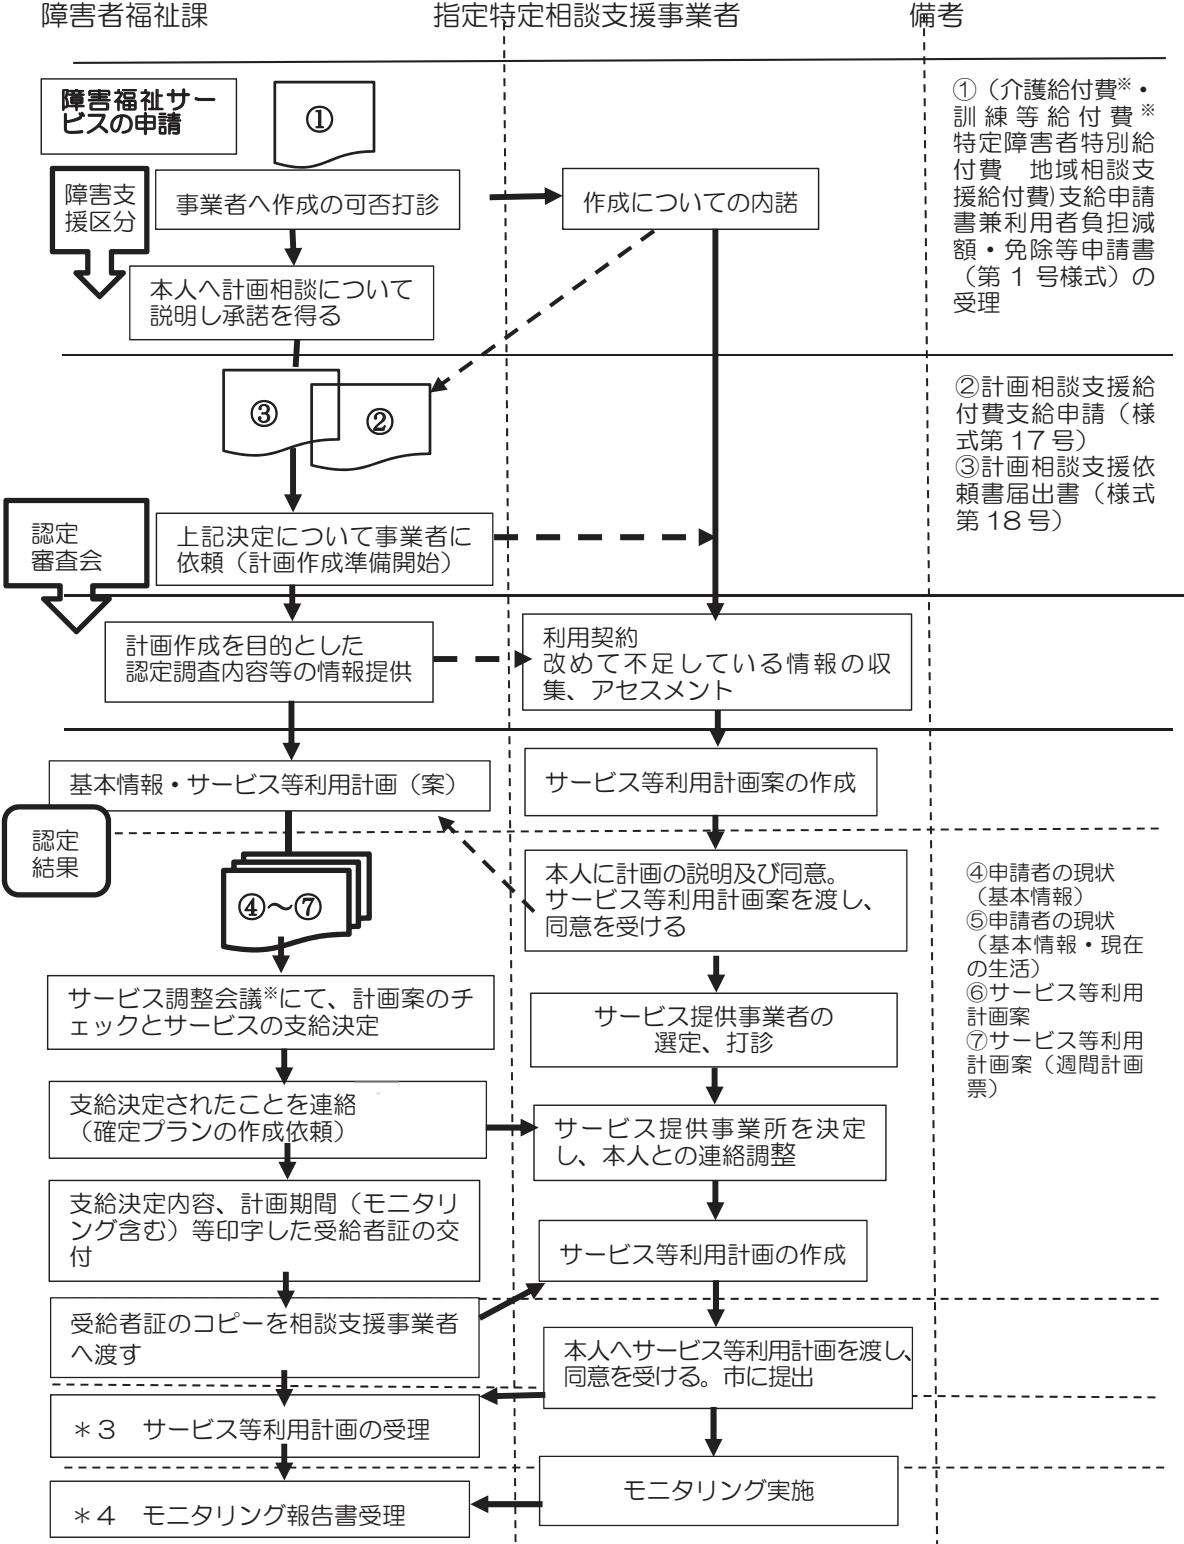 障害者福祉課
指定特定相談支援事業者
備考
障害福祉サー
ビスの申請
①
①（介護給付費※・
訓練等給付費※
特定障害者特別給
付費　地域相談支
援給付費)支給申請
書兼利用者負担減
額・免除等申請書
（第 1 号様式）の
受理
障害支
援区分
事業者へ作成の可否打診
作成についての内諾
本人へ計画相談について
説明し承諾を得る
③
②
②計画相談支援給
付費支給申請（様
式第 17 号）
③計画相談支援依
頼書届出書（様式
第 18 号）
認定
審査会
上記決定について事業者に
依頼（計画作成準備開始）
計画作成を目的とした
認定調査内容等の情報提供
利用契約
改めて不足している情報の収
集、アセスメント
基本情報・サービス等利用計画（案）
サービス等利用計画案の作成
認定
結果
④～⑦
本人に計画の説明及び同意。
サービス等利用計画案を渡し、
同意を受ける
④申請者の現状
（基本情報）
⑤申請者の現状
（基本情報・現在
の生活）
⑥サービス等利用
計画案
⑦サービス等利用
計画案（週間計画
票）
サービス調整会議※にて、計画案のチ
ェックとサービスの支給決定
サービス提供事業者の
選定、打診
支給決定されたことを連絡
（確定プランの作成依頼）
サービス提供事業所を決定
し、本人との連絡調整
支給決定内容、計画期間（モニタリ
ング含む）等印字した受給者証の交
付
サービス等利用計画の作成
受給者証のコピーを相談支援事業者
へ渡す
本人へサービス等利用計画を渡し、
同意を受ける。市に提出
＊３　サービス等利用計画の受理
モニタリング実施
＊４　モニタリング報告書受理